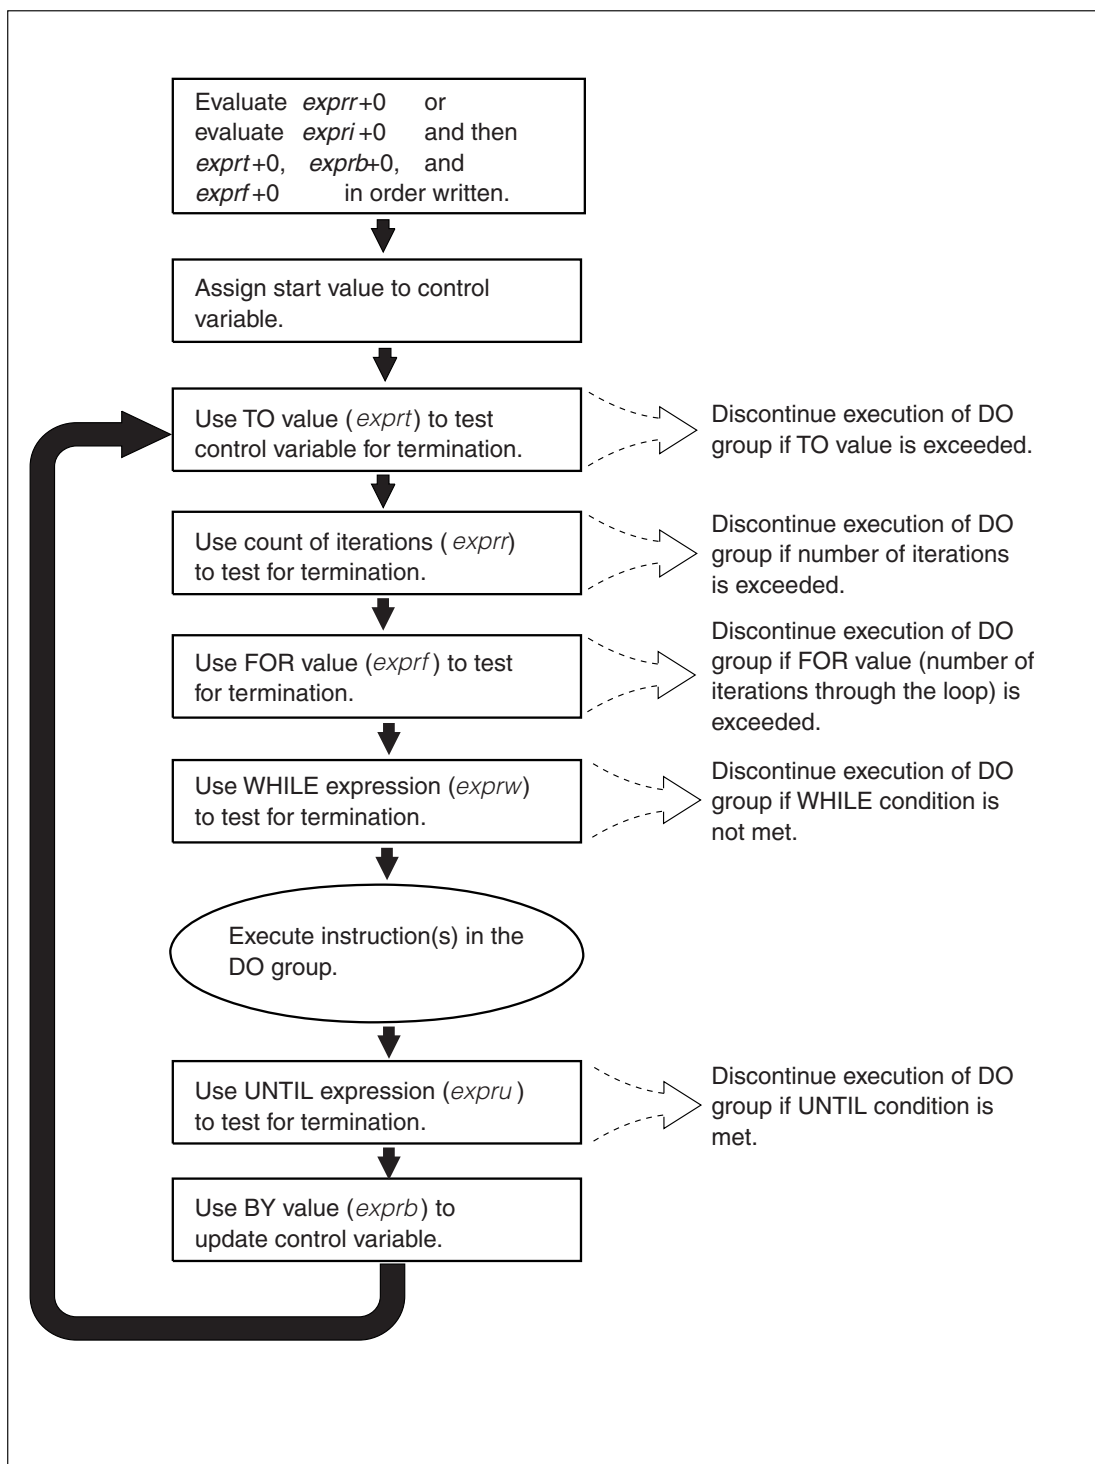 Evaluate exprr+0 or
evaluate expri+0 and then
exprt+0, exprb+0, and
exprf+0 in order written.
Assign start value to control
variable.
Use TO value (exprt) to test
control variable for termination.
Discontinue execution of DO
group if TO value is exceeded.
Use count of iterations (exprr)
to test for termination.
Discontinue execution of DO
group if number of iterations
is exceeded.
Use FOR value (exprf) to test
for termination.
Discontinue execution of DO
group if FOR value (number of
iterations through the loop) is
exceeded.
Use WHILE expression (exprw)
to test for termination.
Discontinue execution of DO
group if WHILE condition is
not met.
Execute instruction(s) in the
DO group.
Use UNTIL expression (expru)
to test for termination.
Discontinue execution of DO
group if UNTIL condition is
met.
Use BY value (exprb) to
update control variable.